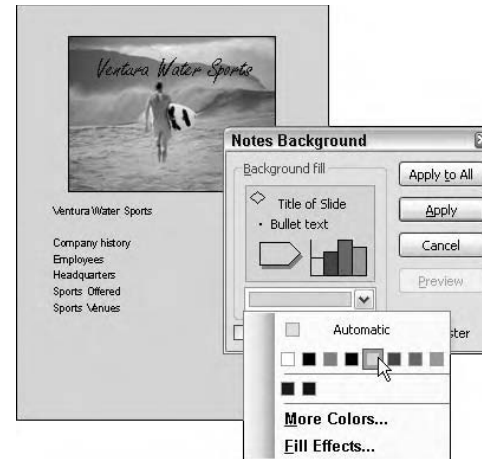 Ventura Water Sports
Ventura Water Sports
Company history
Employees
Headquarters
Sports Offered
Sports Venues
Notes Background
Background fill
Title of Slide
• Bullet text
Apply to All
Apply
Cancel
Preview
Automatic
ster
More Colors...
Fill Effects...